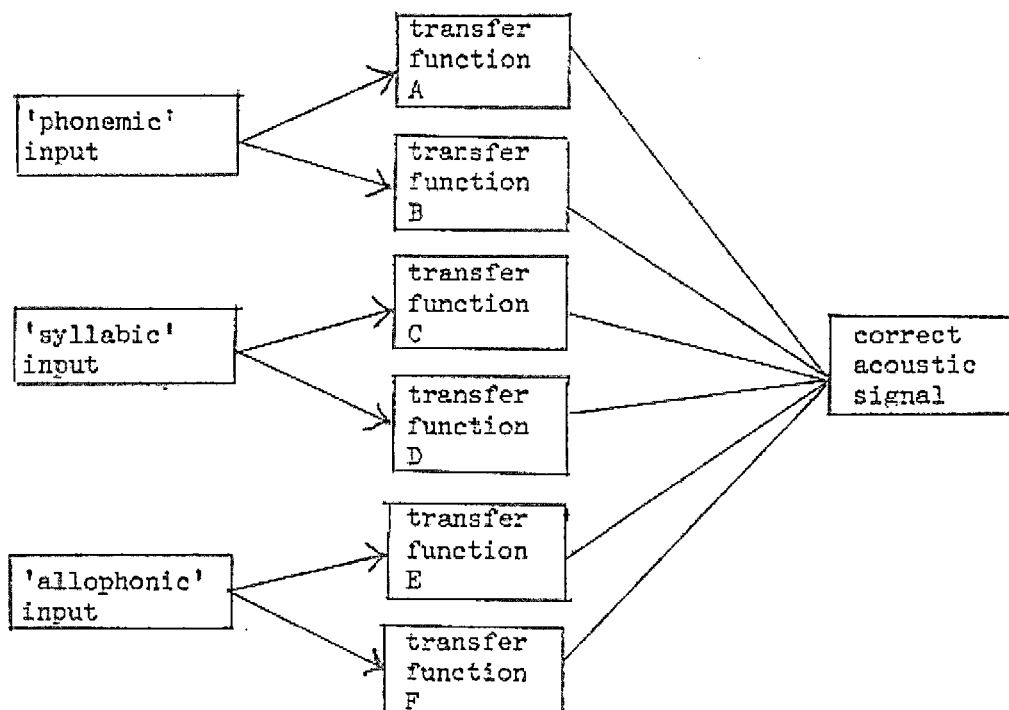 transfer
function
A
'phonemic'
input
transfer
function
B
transfer
function
C
'syllabic'
input
transfer
function
D
correct
acoustic
signal
transfer
function
E
'allophonic'
input
transfer
function
F